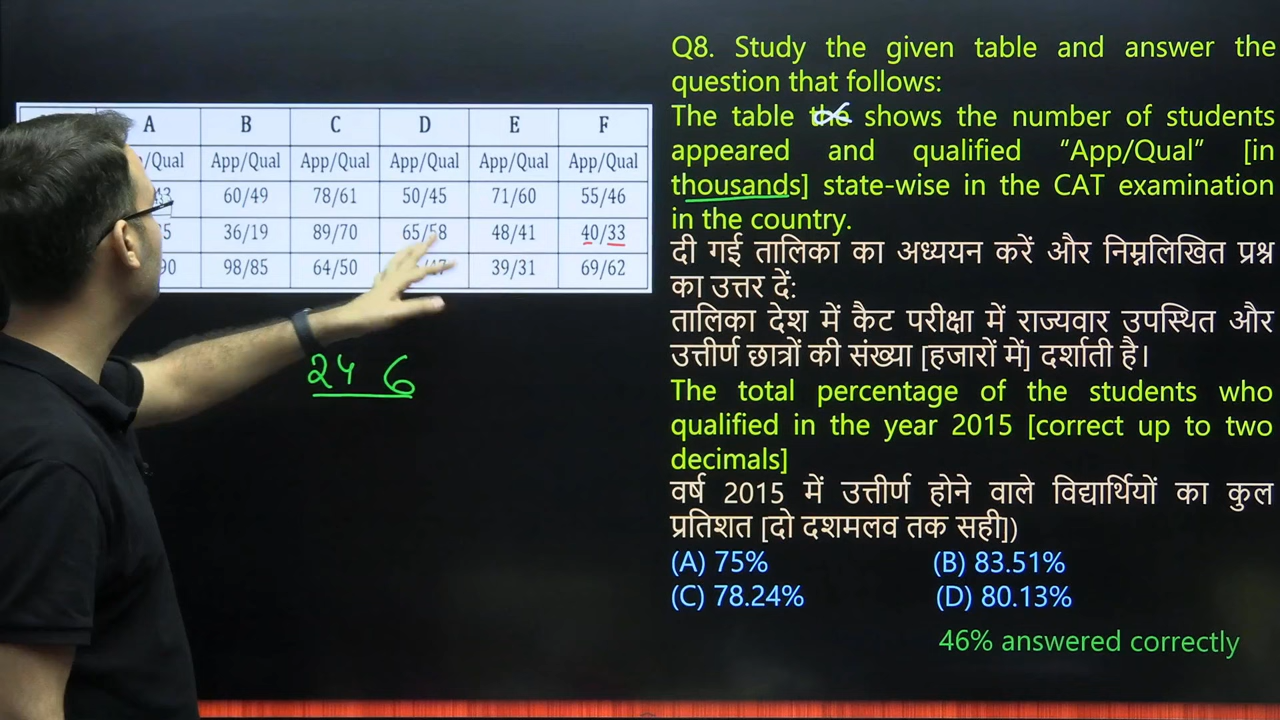 A B C D E F
/Qual App/Qual App/Qual App/Qual App/Qual App/Qual
43 60/49 78/61 50/45 71/60 55/46
5 36/19 89/70 65/58 48/41 40/33
90 98/85 64/50 39/31 69/62
24 6
Q8. Study the given table and answer the
question that follows:
The table the shows the number of students
appeared and qualified “App/Qual” [in
thousands] state-wise in the CAT examination
in the country.
दी गई तालिका का अध्ययन करें और निम्नलिखित प्रश्न
का उत्तर दें:
तालिका देश में कैट परीक्षा में राज्यवार उपस्थित और
उत्तीर्ण छात्रों की संख्या [हजारों में] दर्शाती है।
The total percentage of the students who
qualified in the year 2015 [correct up to two
decimals]
वर्ष 2015 में उत्तीर्ण होने वाले विद्यार्थियों का कुल
प्रतिशत [दो दशमलव तक सही])
(A) 75% (B) 83.51%
(C) 78.24% (D) 80.13%
46% answered correctly